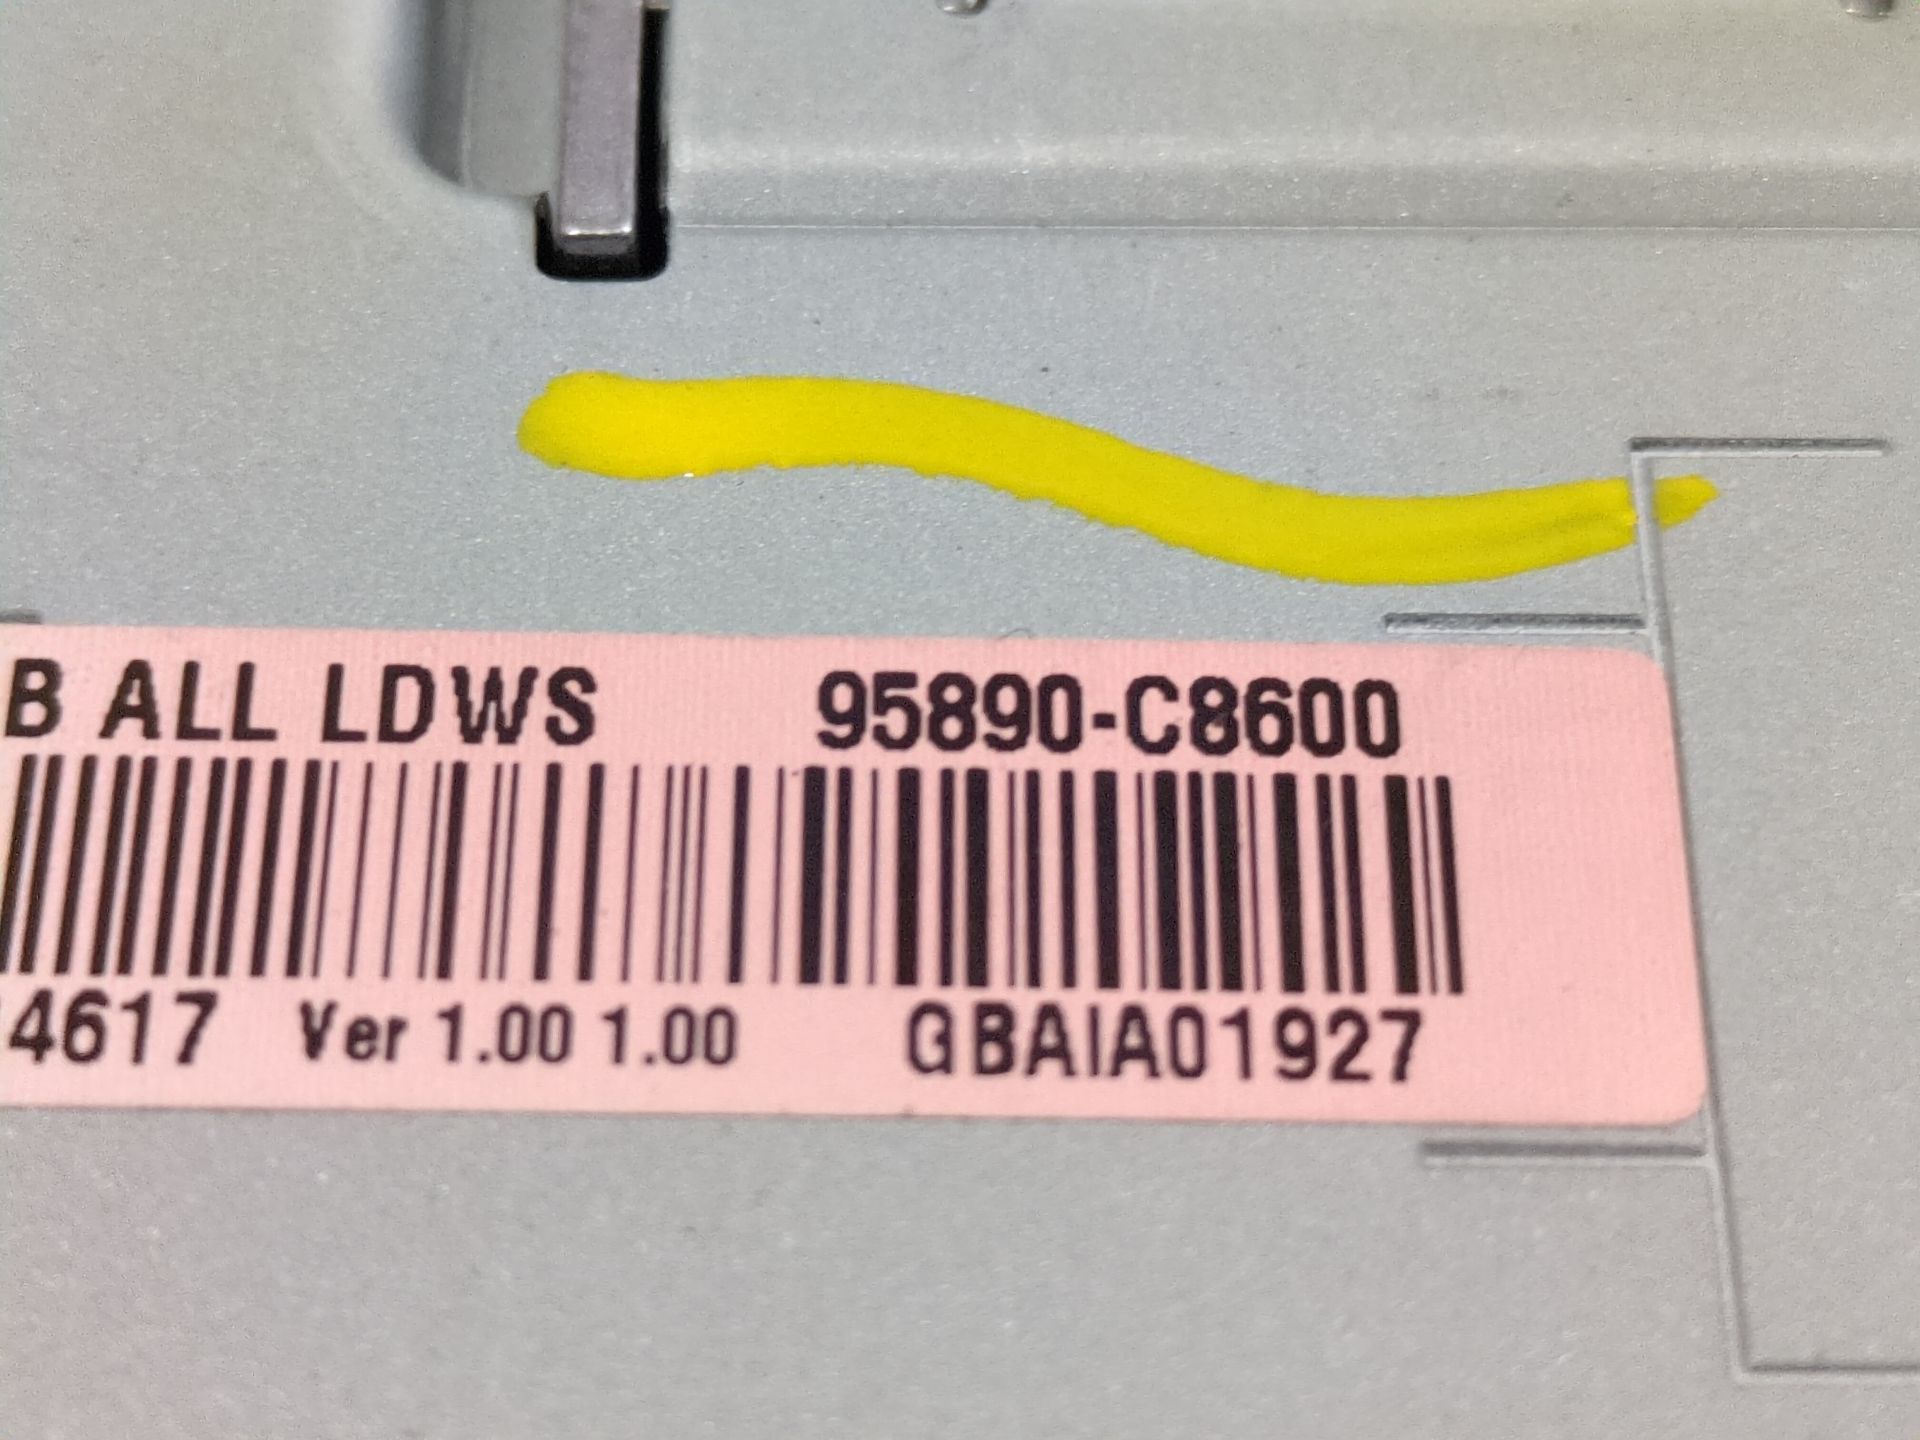 B ALL LDWS 95890-C8600
4617 Ver 1.00 1.00 GBAIA01927